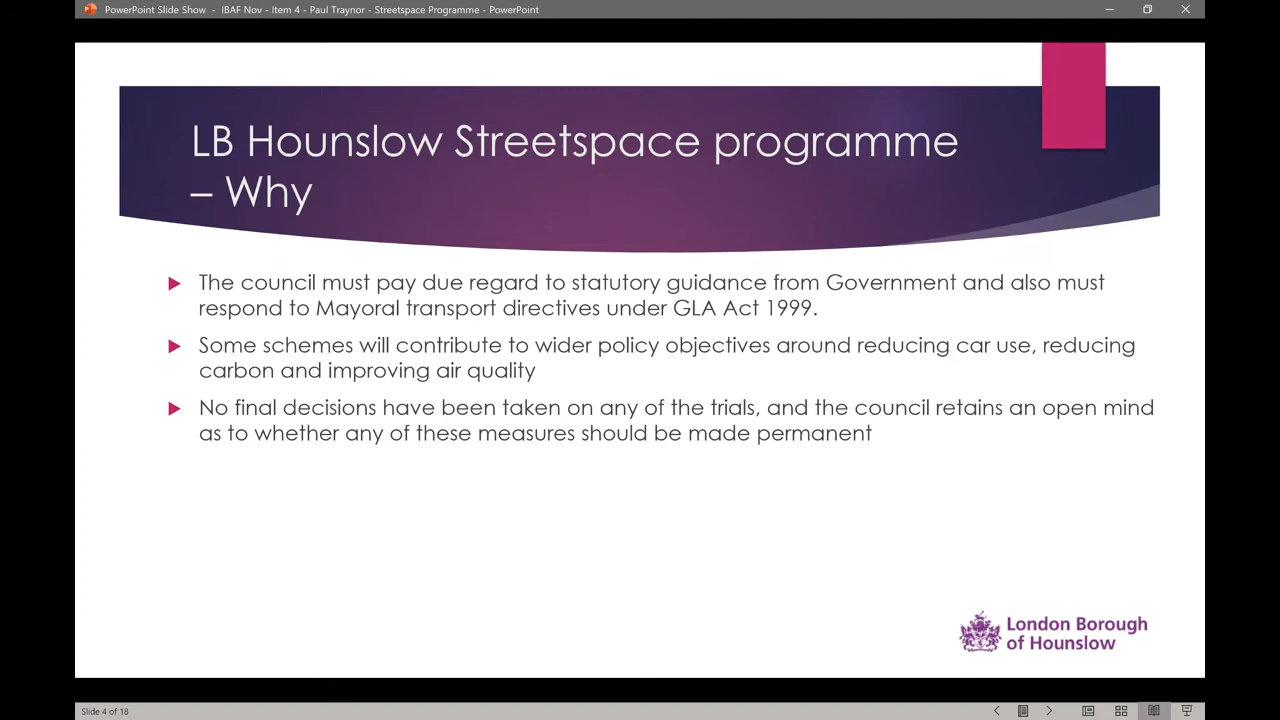 PowerPoint Slide Show - IBAF Nov - Item 4 - Paul Traynor - Streetspace Programme - PowerPoint
LB Hounslow Streetspace programme
– Why
The council must pay due regard to statutory guidance from Government and also must
respond to Mayoral transport directives under GLA Act 1999.
Some schemes will contribute to wider policy objectives around reducing car use, reducing
carbon and improving air quality
No final decisions have been taken on any of the trials, and the council retains an open mind
as to whether any of these measures should be made permanent
London Borough
of Hounslow
Slide 4 of 18